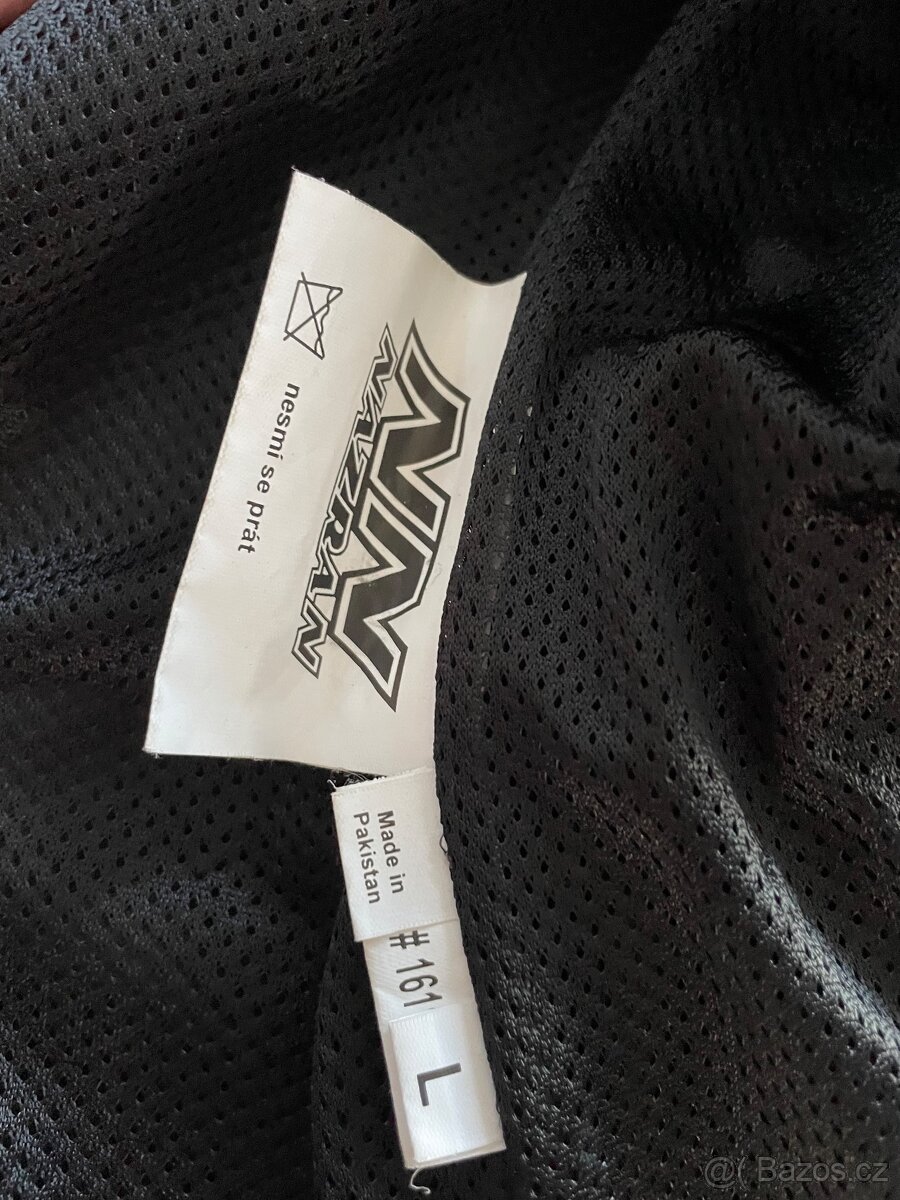 NAZRAN
nesmí se prát
Made in
Pakistan
# 161
L
@( Bazos.cz